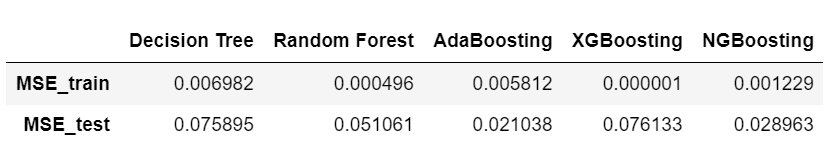 Decision Tree Random Forest AdaBoosting XGBoosting NGBoosting
MSE_train 0.006982 0.000496 0.005812 0.000001 0.001229
MSE_test 0.075895 0.051061 0.021038 0.076133 0.028963